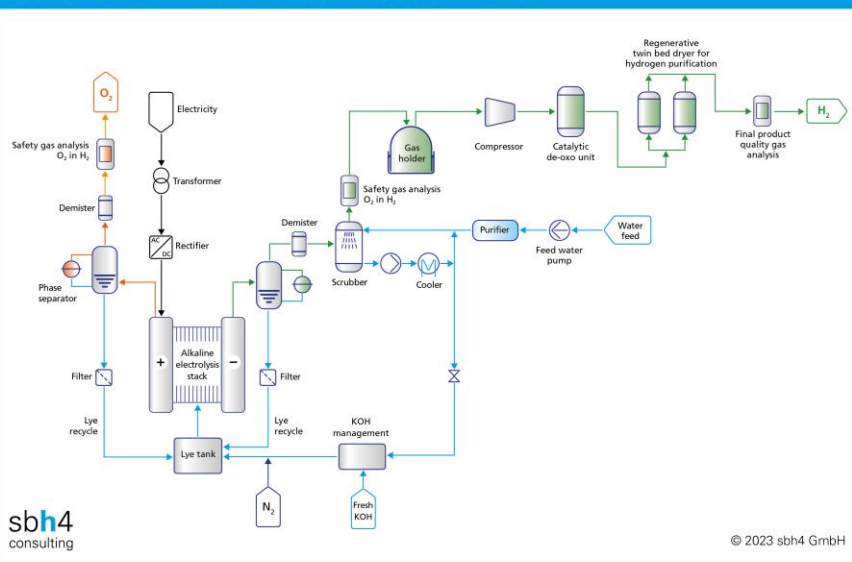 Regenerative
twin bed dryer for
hydrogen purification
O₂
Electricity
H₂
Safety gas analysis
O₂ in H₂
Gas
holder
Compressor
Catalytic
de-oxo unit
Final product
quality gas
analysis
Transformer
Safety gas analysis
O₂ in H₂
Demister
Demister
Purifier
Water
feed
AC
DC
Rectifier
Feed water
pump
Phase
separator
Scrubber
Cooler
+
Alkaline
electrolysis
stack
−
Filter
Filter
Lye
recycle
Lye
recycle
KOH
management
Lye tank
N₂
Fresh
KOH
sbh4
consulting
© 2023 sbh4 GmbH